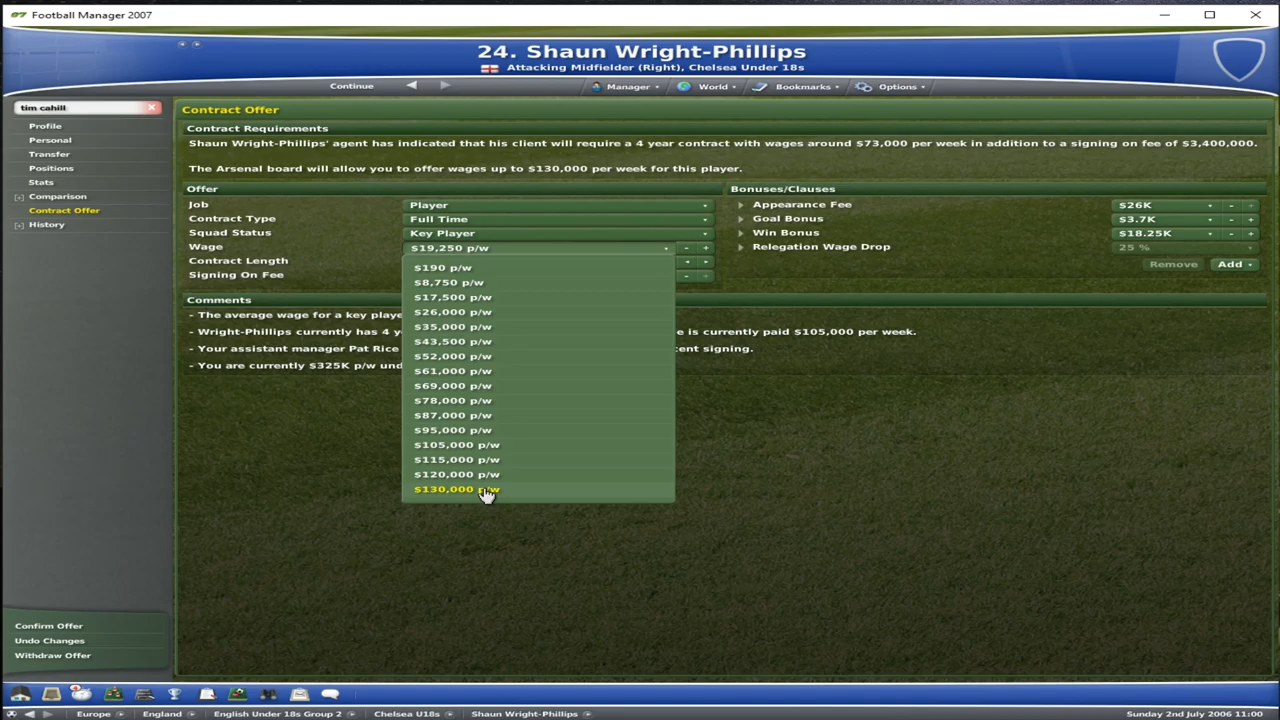 Football Manager 2007
24. Shaun Wright-Phillips
Attacking Midfielder (Right), Chelsea Under 18s
Continue
Manager
World
Bookmarks
Options
tim cahill
Profile
Personal
Transfer
Positions
Stats
Comparison
Contract Offer
History
Contract Offer
Contract Requirements
Shaun Wright-Phillips' agent has indicated that his client will require a 4 year contract with wages around $73,000 per week in addition to a signing on fee of $3,400,000.
The Arsenal board will allow you to offer wages up to $130,000 per week for this player.
Offer
Job Player
Contract Type Full Time
Squad Status Key Player
Wage $19,250 p/w
Contract Length
Signing On Fee
$190 p/w
$8,750 p/w
$17,500 p/w
$26,000 p/w
$35,000 p/w
$43,500 p/w
$52,000 p/w
$61,000 p/w
$69,000 p/w
$78,000 p/w
$87,000 p/w
$95,000 p/w
$105,000 p/w
$115,000 p/w
$120,000 p/w
$130,000 p/w
Bonuses/Clauses
Appearance Fee $26K
Goal Bonus $3.7K
Win Bonus $18.25K
Relegation Wage Drop 25 %
Remove Add
Comments
- The average wage for a key playe
- Wright-Phillips currently has 4 y e is currently paid $105,000 per week.
- Your assistant manager Pat Rice cent signing.
- You are currently $325K p/w und
Confirm Offer
Undo Changes
Withdraw Offer
Europe England English Under 18s Group 2 Chelsea U18s Shaun Wright-Phillips Sunday 2nd July 2006 11:00